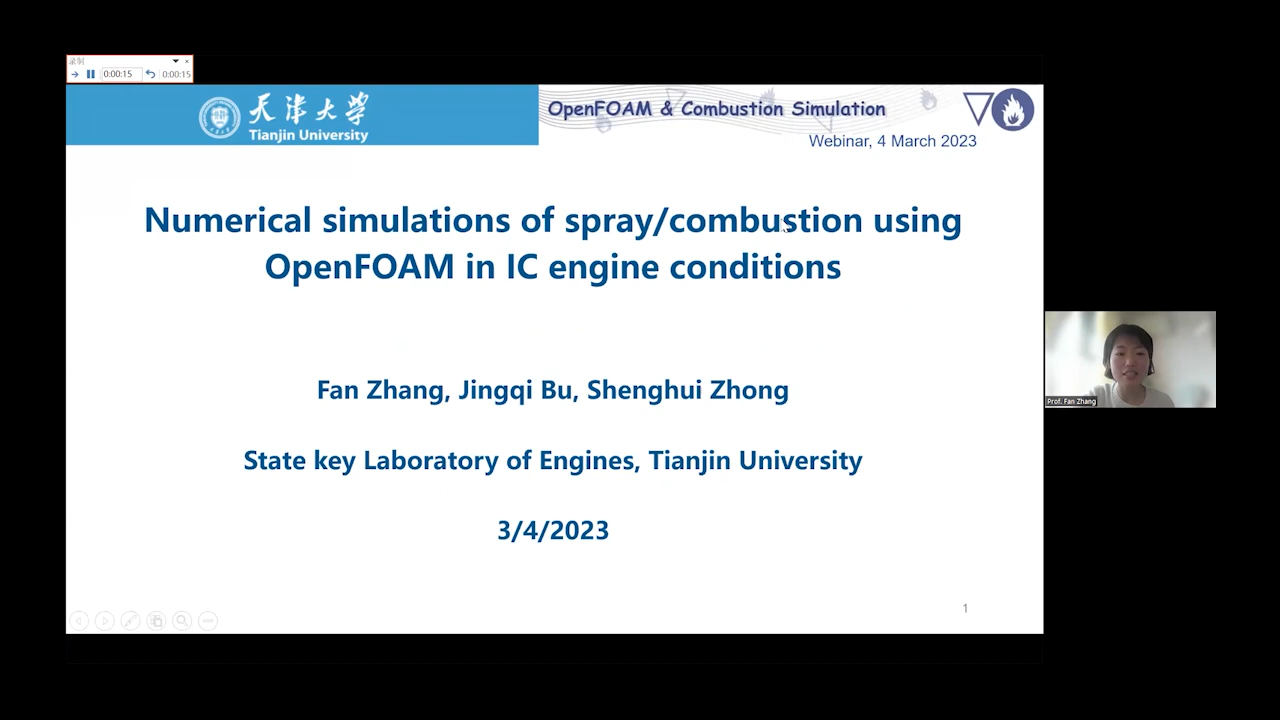 录制
0:00:15
0:00:15
天津大学
Tianjin University
OpenFOAM & Combustion Simulation
Webinar, 4 March 2023
Numerical simulations of spray/combustion using
OpenFOAM in IC engine conditions
Fan Zhang, Jingqi Bu, Shenghui Zhong
State key Laboratory of Engines, Tianjin University
3/4/2023
1
Prof. Fan Zhang